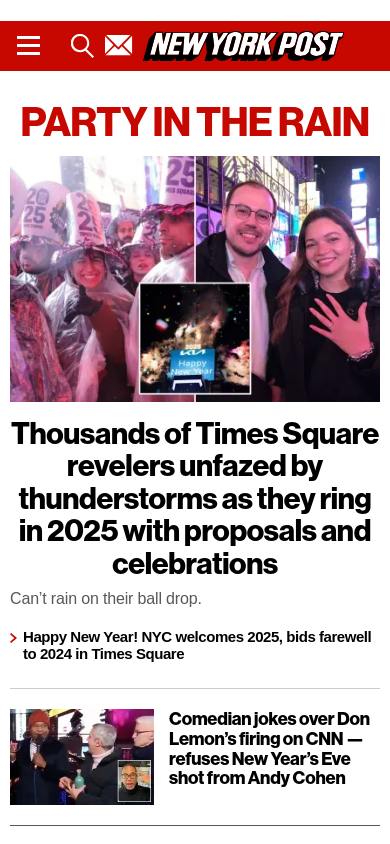 NEW YORK POST
PARTY IN THE RAIN
2025
25
SQUARE
2025
Happy
New Year
Thousands of Times Square
revelers unfazed by
thunderstorms as they ring
in 2025 with proposals and
celebrations
Can’t rain on their ball drop.
Happy New Year! NYC welcomes 2025, bids farewell
to 2024 in Times Square
Comedian jokes over Don
Lemon’s firing on CNN —
refuses New Year’s Eve
shot from Andy Cohen